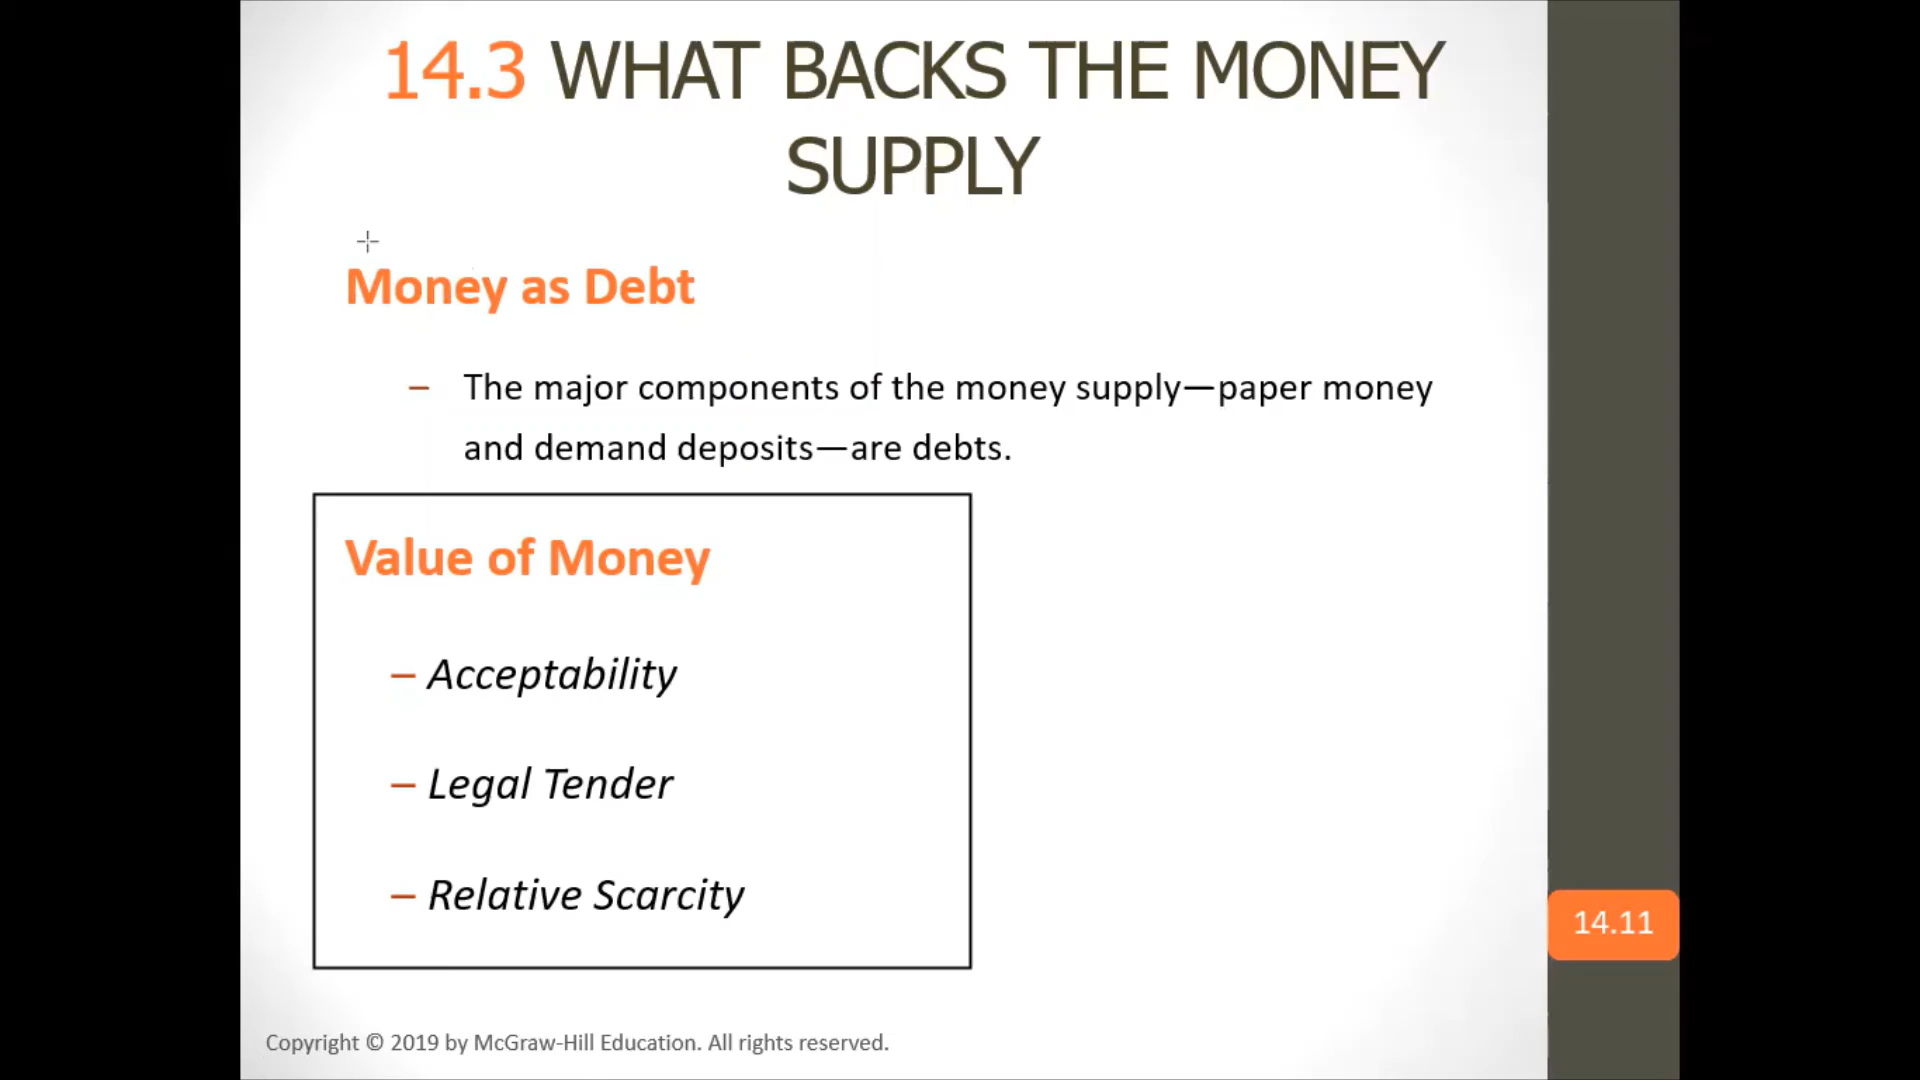 14.3 WHAT BACKS THE MONEY
SUPPLY
Money as Debt
– The major components of the money supply—paper money
and demand deposits—are debts.
Value of Money
– Acceptability
– Legal Tender
– Relative Scarcity
14.11
Copyright © 2019 by McGraw-Hill Education. All rights reserved.